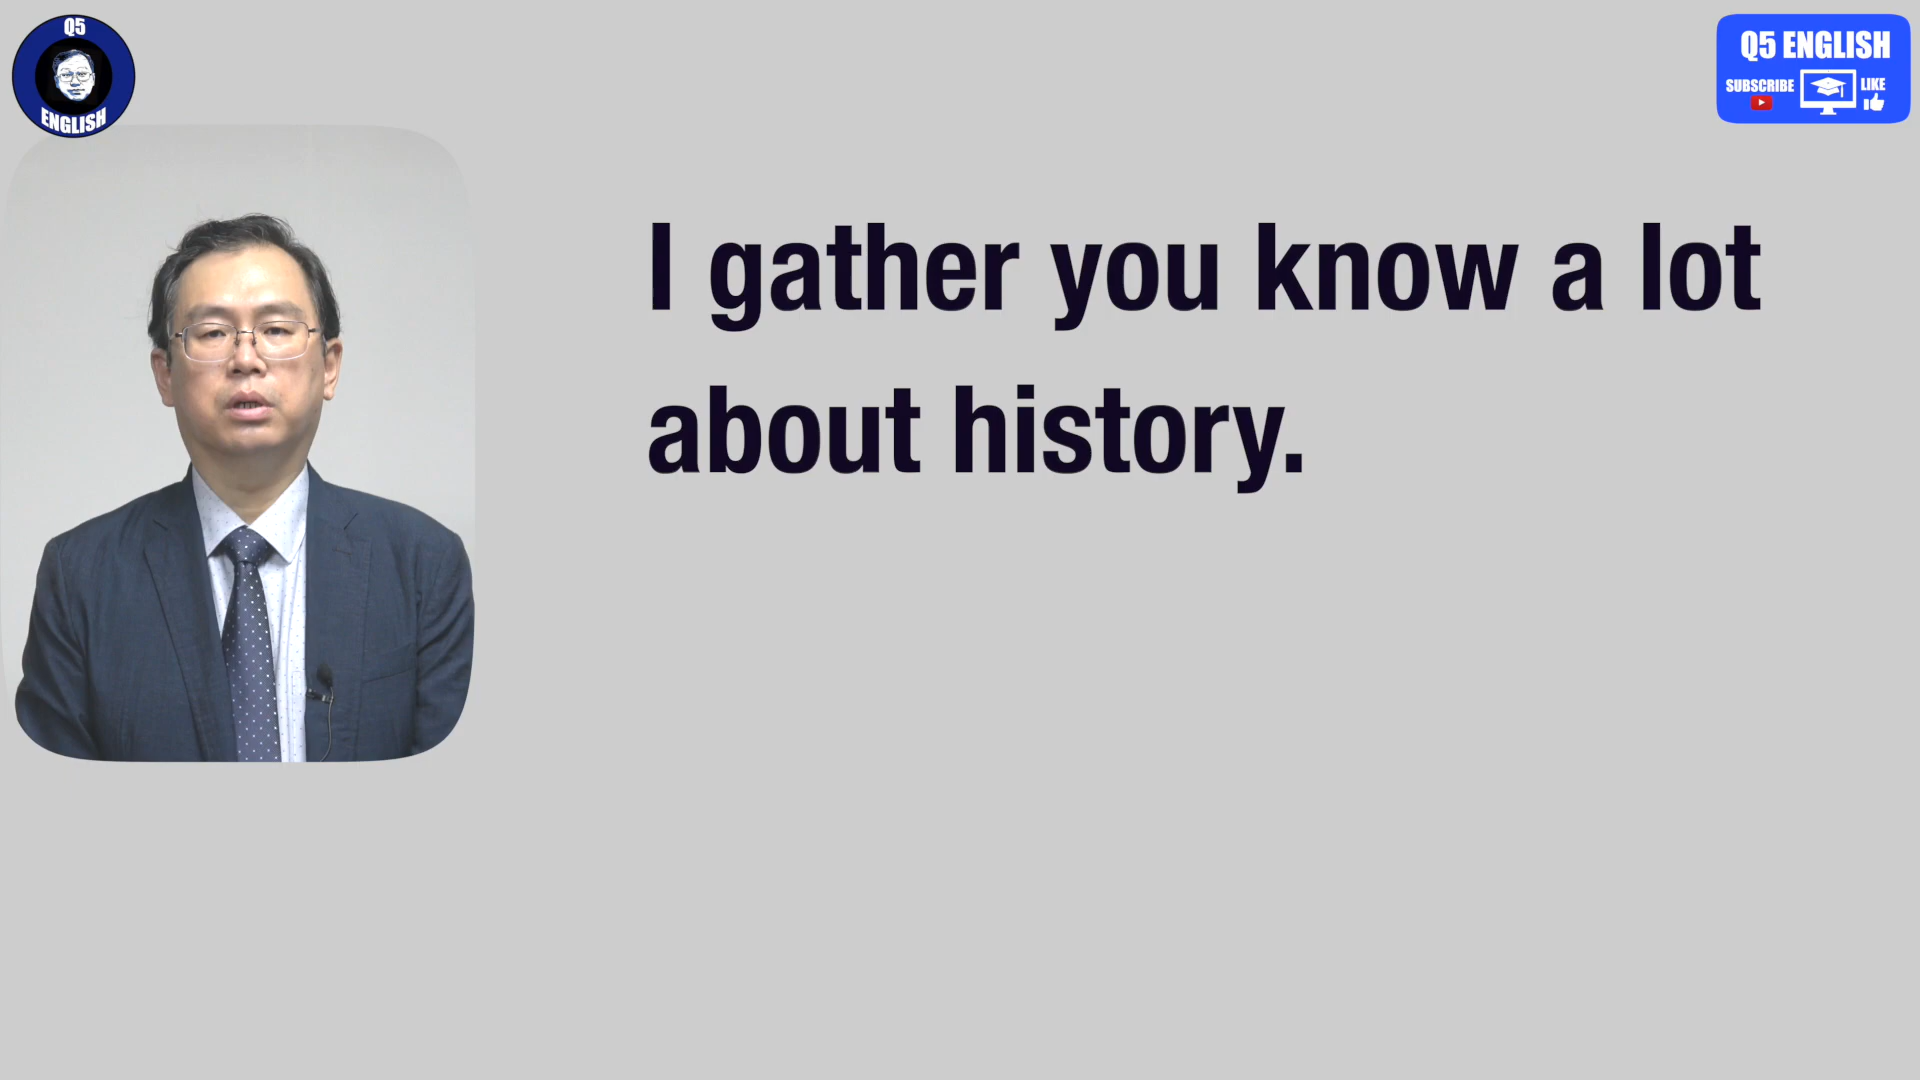 Q5
ENGLISH
Q5 ENGLISH
SUBSCRIBE
LIKE
I gather you know a lot
about history.